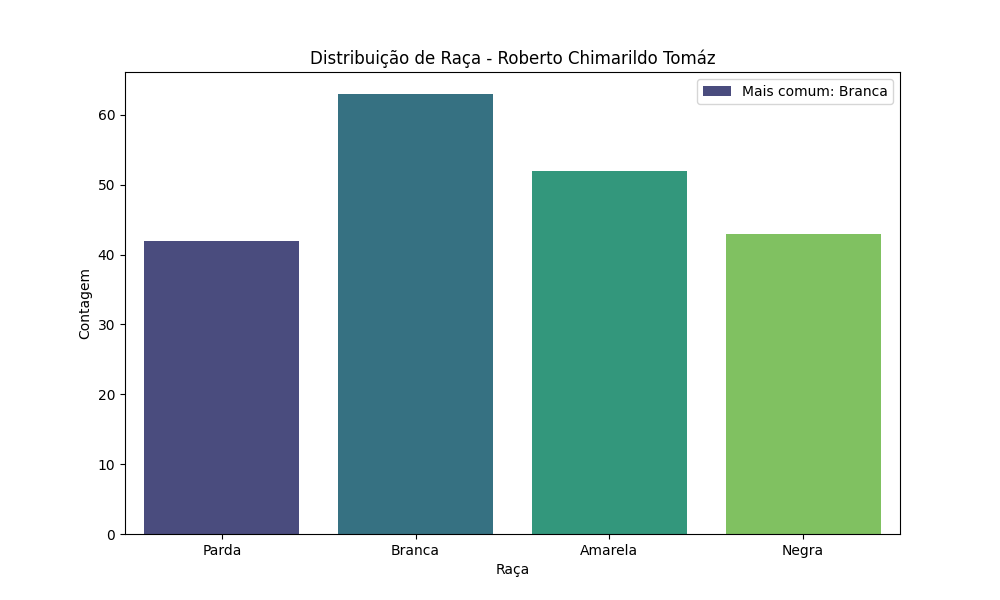 Distribuição de Raça - Roberto Chimarildo Tomáz
Mais comum: Branca
60
50
40
30
20
10
0
Contagem
Parda Branca Amarela Negra
Raça